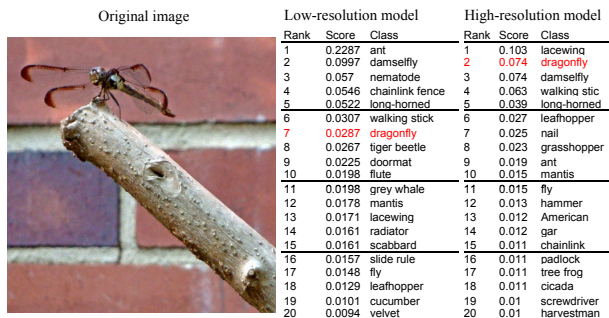 Original image
Low-resolution model
Rank Score Class
1 0.2287 ant
2 0.0997 damselfly
3 0.057 nematode
4 0.0546 chainlink fence
5 0.0522 long-horned
6 0.0307 walking stick
7 0.0287 dragonfly
8 0.0267 tiger beetle
9 0.0225 doormat
10 0.0198 flute
11 0.0198 grey whale
12 0.0178 mantis
13 0.0171 lacewing
14 0.0161 radiator
15 0.0161 scabbard
16 0.0157 slide rule
17 0.0148 fly
18 0.0129 leafhopper
19 0.0101 cucumber
20 0.0094 velvet
High-resolution model
Rank Score Class
1 0.103 lacewing
2 0.074 dragonfly
3 0.074 damselfly
4 0.063 walking stic
5 0.039 long-horned
6 0.027 leafhopper
7 0.025 nail
8 0.023 grasshopper
9 0.019 ant
10 0.015 mantis
11 0.015 fly
12 0.013 hammer
13 0.012 American
14 0.012 gar
15 0.011 chainlink
16 0.011 padlock
17 0.011 tree frog
18 0.011 cicada
19 0.01 screwdriver
20 0.01 harvestman